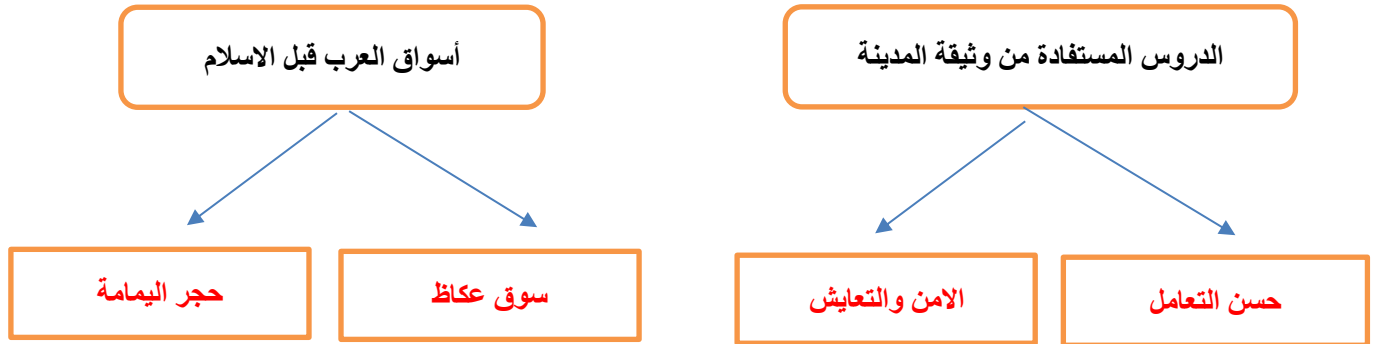 الدروس المستفادة من وثيقة المدينة
أسواق العرب قبل الاسلام
حسن التعامل
الامن والتعايش
سوق عكاظ
حجر اليمامة